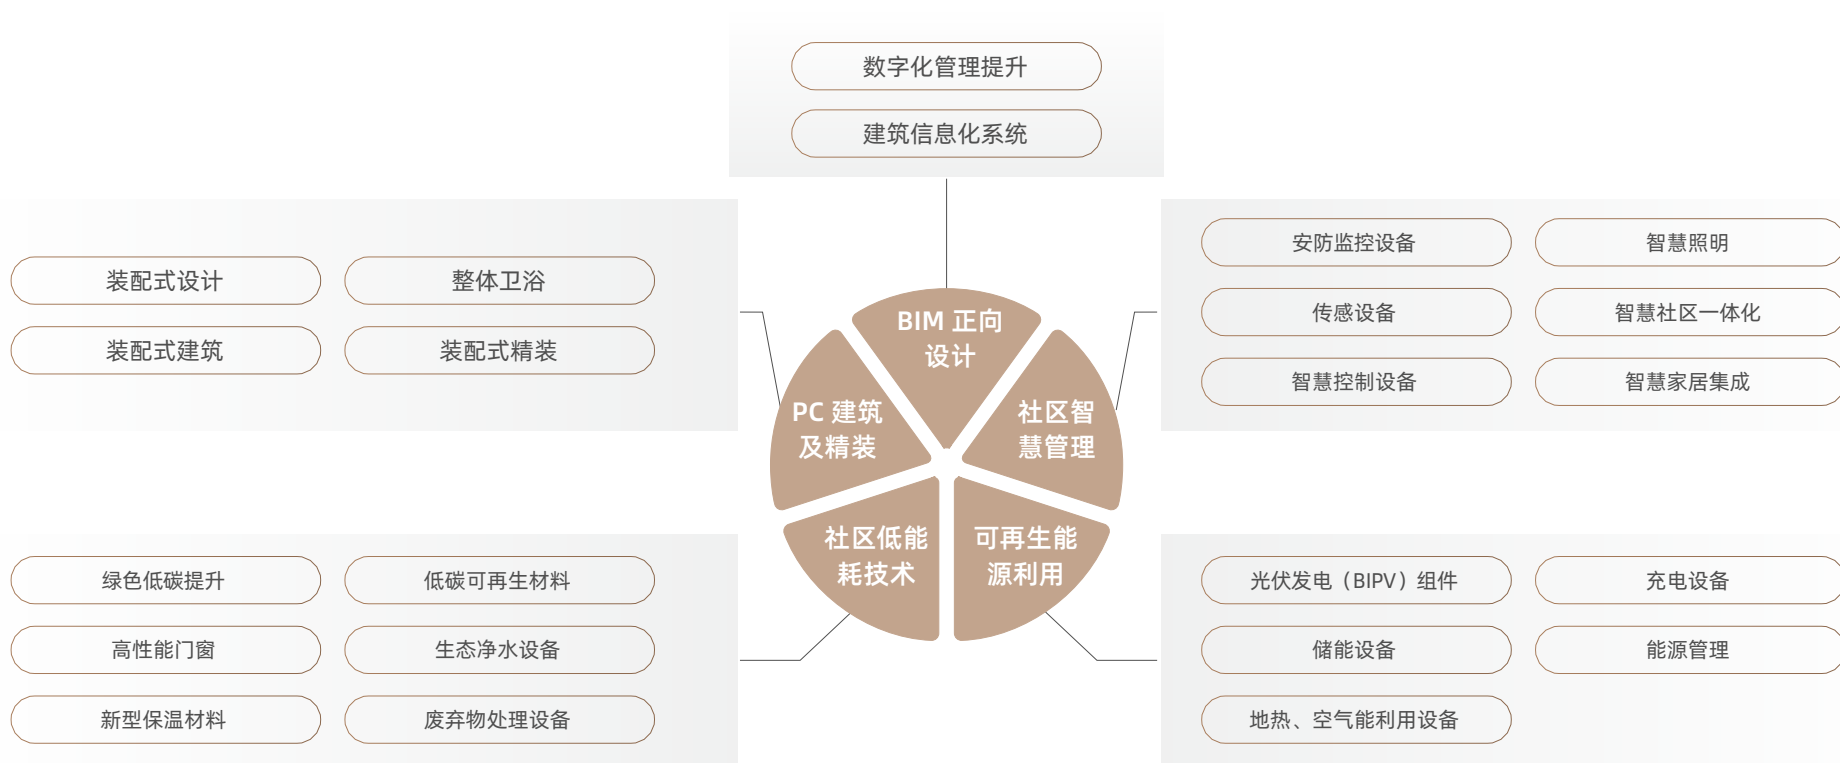 数字化管理提升
建筑信息化系统
装配式设计
整体卫浴
装配式建筑
装配式精装
安防监控设备
智慧照明
传感设备
智慧社区一体化
智慧控制设备
智慧家居集成
BIM 正向
设计
PC 建筑
及精装
社区智
慧管理
社区低能
耗技术
可再生能
源利用
绿色低碳提升
低碳可再生材料
高性能门窗
生态净水设备
新型保温材料
废弃物处理设备
光伏发电（BIPV）组件
充电设备
储能设备
能源管理
地热、空气能利用设备